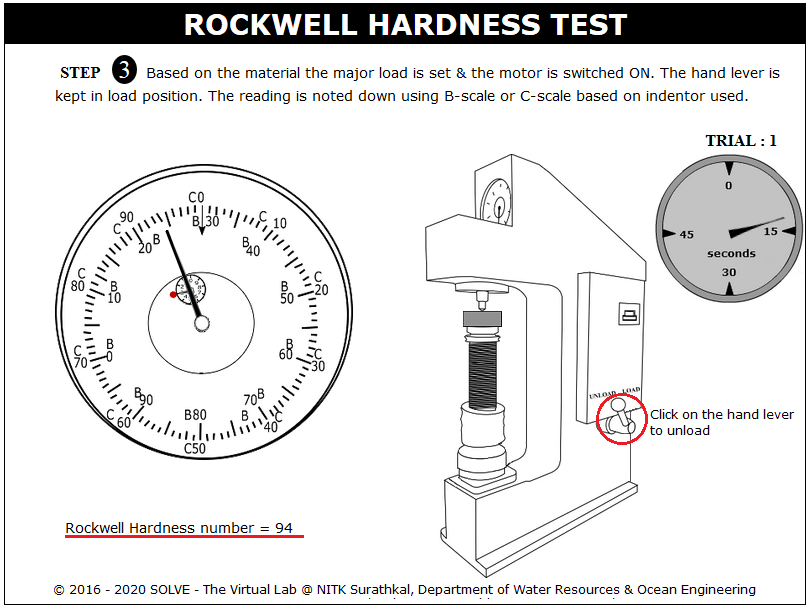 ROCKWELL HARDNESS TEST
STEP 3 Based on the material the major load is set & the motor is switched ON. The hand lever is
kept in load position. The reading is noted down using B-scale or C-scale based on indentor used.
TRIAL : 1
0
15
30
45
seconds
C0
B 30
C 10
B 40
C 20
B 50
C 30
B 60
C 40
B 70
B
C50
B80
C 60
B 90
C 70
B 0
C 80
B 10
C 90
B 20
UNLOAD LOAD
Click on the hand lever
to unload
Rockwell Hardness number = 94
© 2016 - 2020 SOLVE - The Virtual Lab @ NITK Surathkal, Department of Water Resources & Ocean Engineering